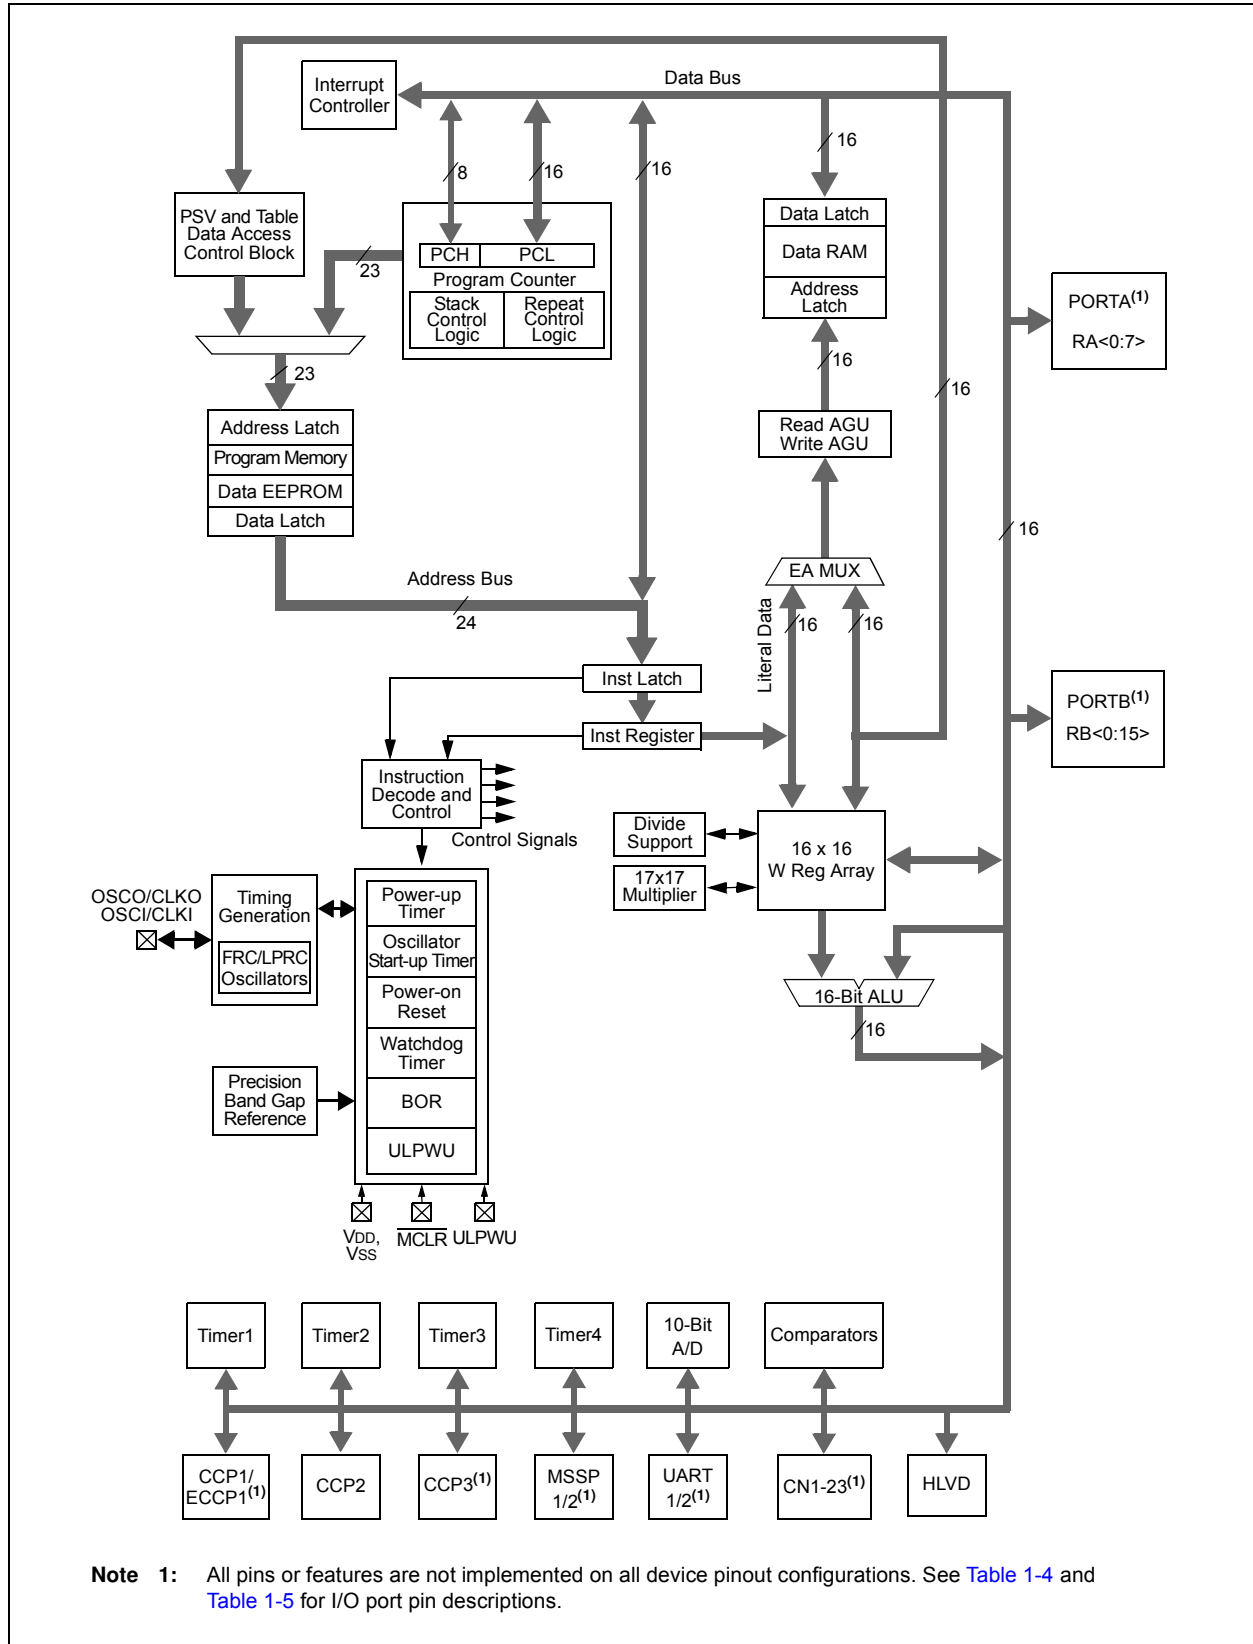 Data Bus
Interrupt
Controller
16
8
16
16
PSV and Table
Data Access
Control Block
23
PCH
PCL
Program Counter
Stack
Control
Logic
Repeat
Control
Logic
Data Latch
Data RAM
Address
Latch
PORTA(1)
RA<0:7>
23
16
16
Address Latch
Program Memory
Data EEPROM
Data Latch
Read AGU
Write AGU
16
Address Bus
24
EA MUX
Literal Data
16
16
Inst Latch
Inst Register
PORTB(1)
RB<0:15>
Instruction
Decode and
Control
Control Signals
Divide
Support
17x17
Multiplier
16 x 16
W Reg Array
OSCO/CLKO
OSCI/CLKI
Timing
Generation
FRC/LPRC
Oscillators
Power-up
Timer
Oscillator
Start-up Timer
Power-on
Reset
Watchdog
Timer
BOR
ULPWU
16-Bit ALU
16
Precision
Band Gap
Reference
VDD,
VSS
MCLR
ULPWU
Timer1
Timer2
Timer3
Timer4
10-Bit
A/D
Comparators
CCP1/
ECCP1(1)
CCP2
CCP3(1)
MSSP
1/2(1)
UART
1/2(1)
CN1-23(1)
HLVD
Note 1: All pins or features are not implemented on all device pinout configurations. See Table 1-4 and
Table 1-5 for I/O port pin descriptions.